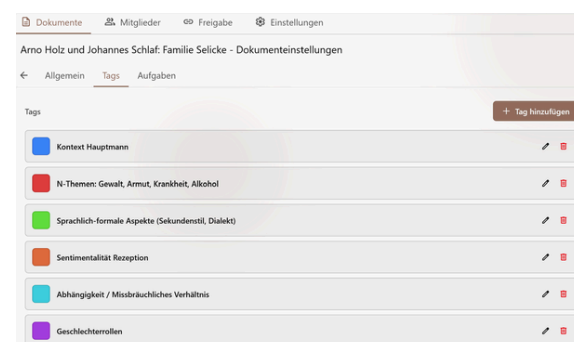 Dokumente Mitglieder Freigabe Einstellungen
Arno Holz und Johannes Schlaf: Familie Selicke - Dokumenteinstellungen
Allgemein Tags Aufgaben
Tags + Tag hinzufügen
Kontext Hauptmann
N-Themen: Gewalt, Armut, Krankheit, Alkohol
Sprachlich-formale Aspekte (Sekundenstil, Dialekt)
Sentimentalität Rezeption
Abhängigkeit / Missbräuchliches Verhältnis
Geschlechterrollen